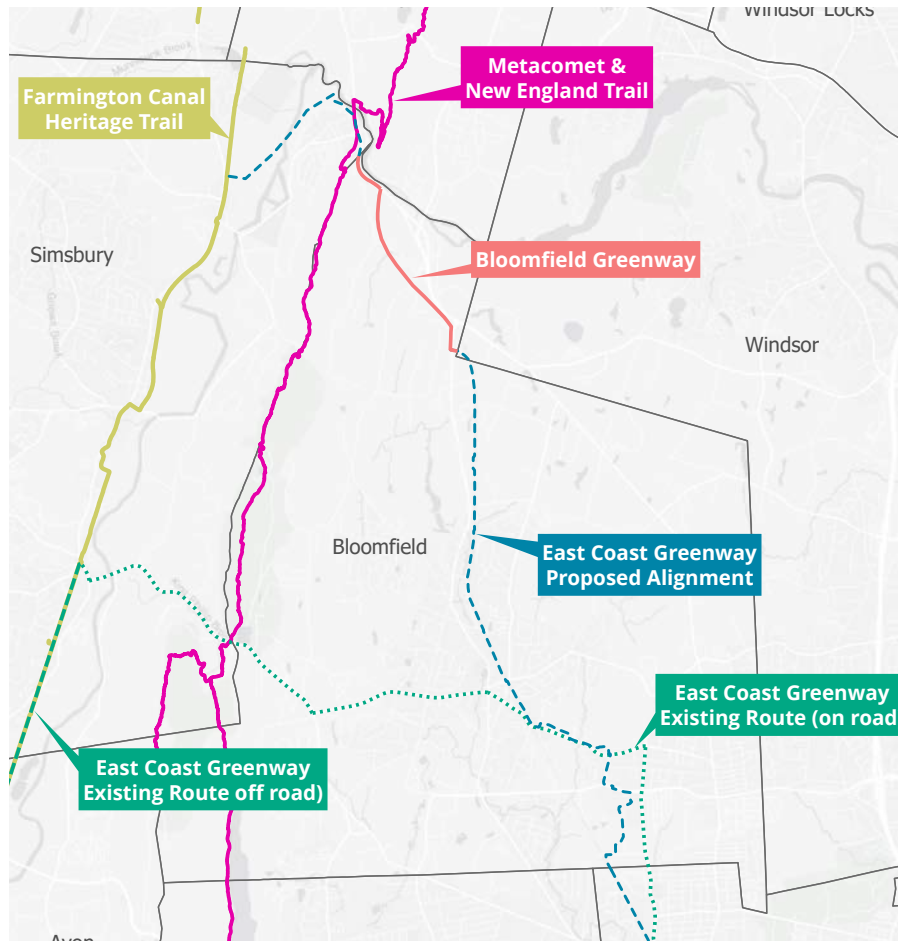 Windsor Locks
Metacomet &
New England Trail
Farmington Canal
Heritage Trail
Simsbury
Bloomfield Greenway
Windsor
Bloomfield
East Coast Greenway
Proposed Alignment
East Coast Greenway
Existing Route (on road
East Coast Greenway
Existing Route off road)
Avon